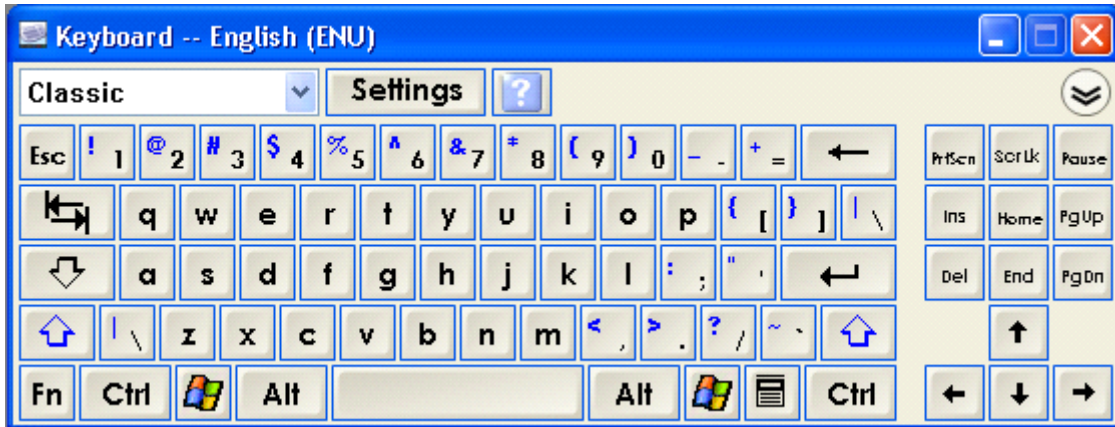 Keyboard -- English (ENU)
Classic Settings ?
Esc ! 1 @ 2 # 3 $ 4 % 5 ^ 6 & 7 * 8 ( 9 ) 0 _ - + = PrtScn ScrLk Pause
q w e r t y u i o p { [ } ] | \ Ins Home PgUp
a s d f g h j k l : ; " ' Del End PgDn
| \ z x c v b n m < , > . ? / ~ `
Fn Ctrl Alt Alt Ctrl